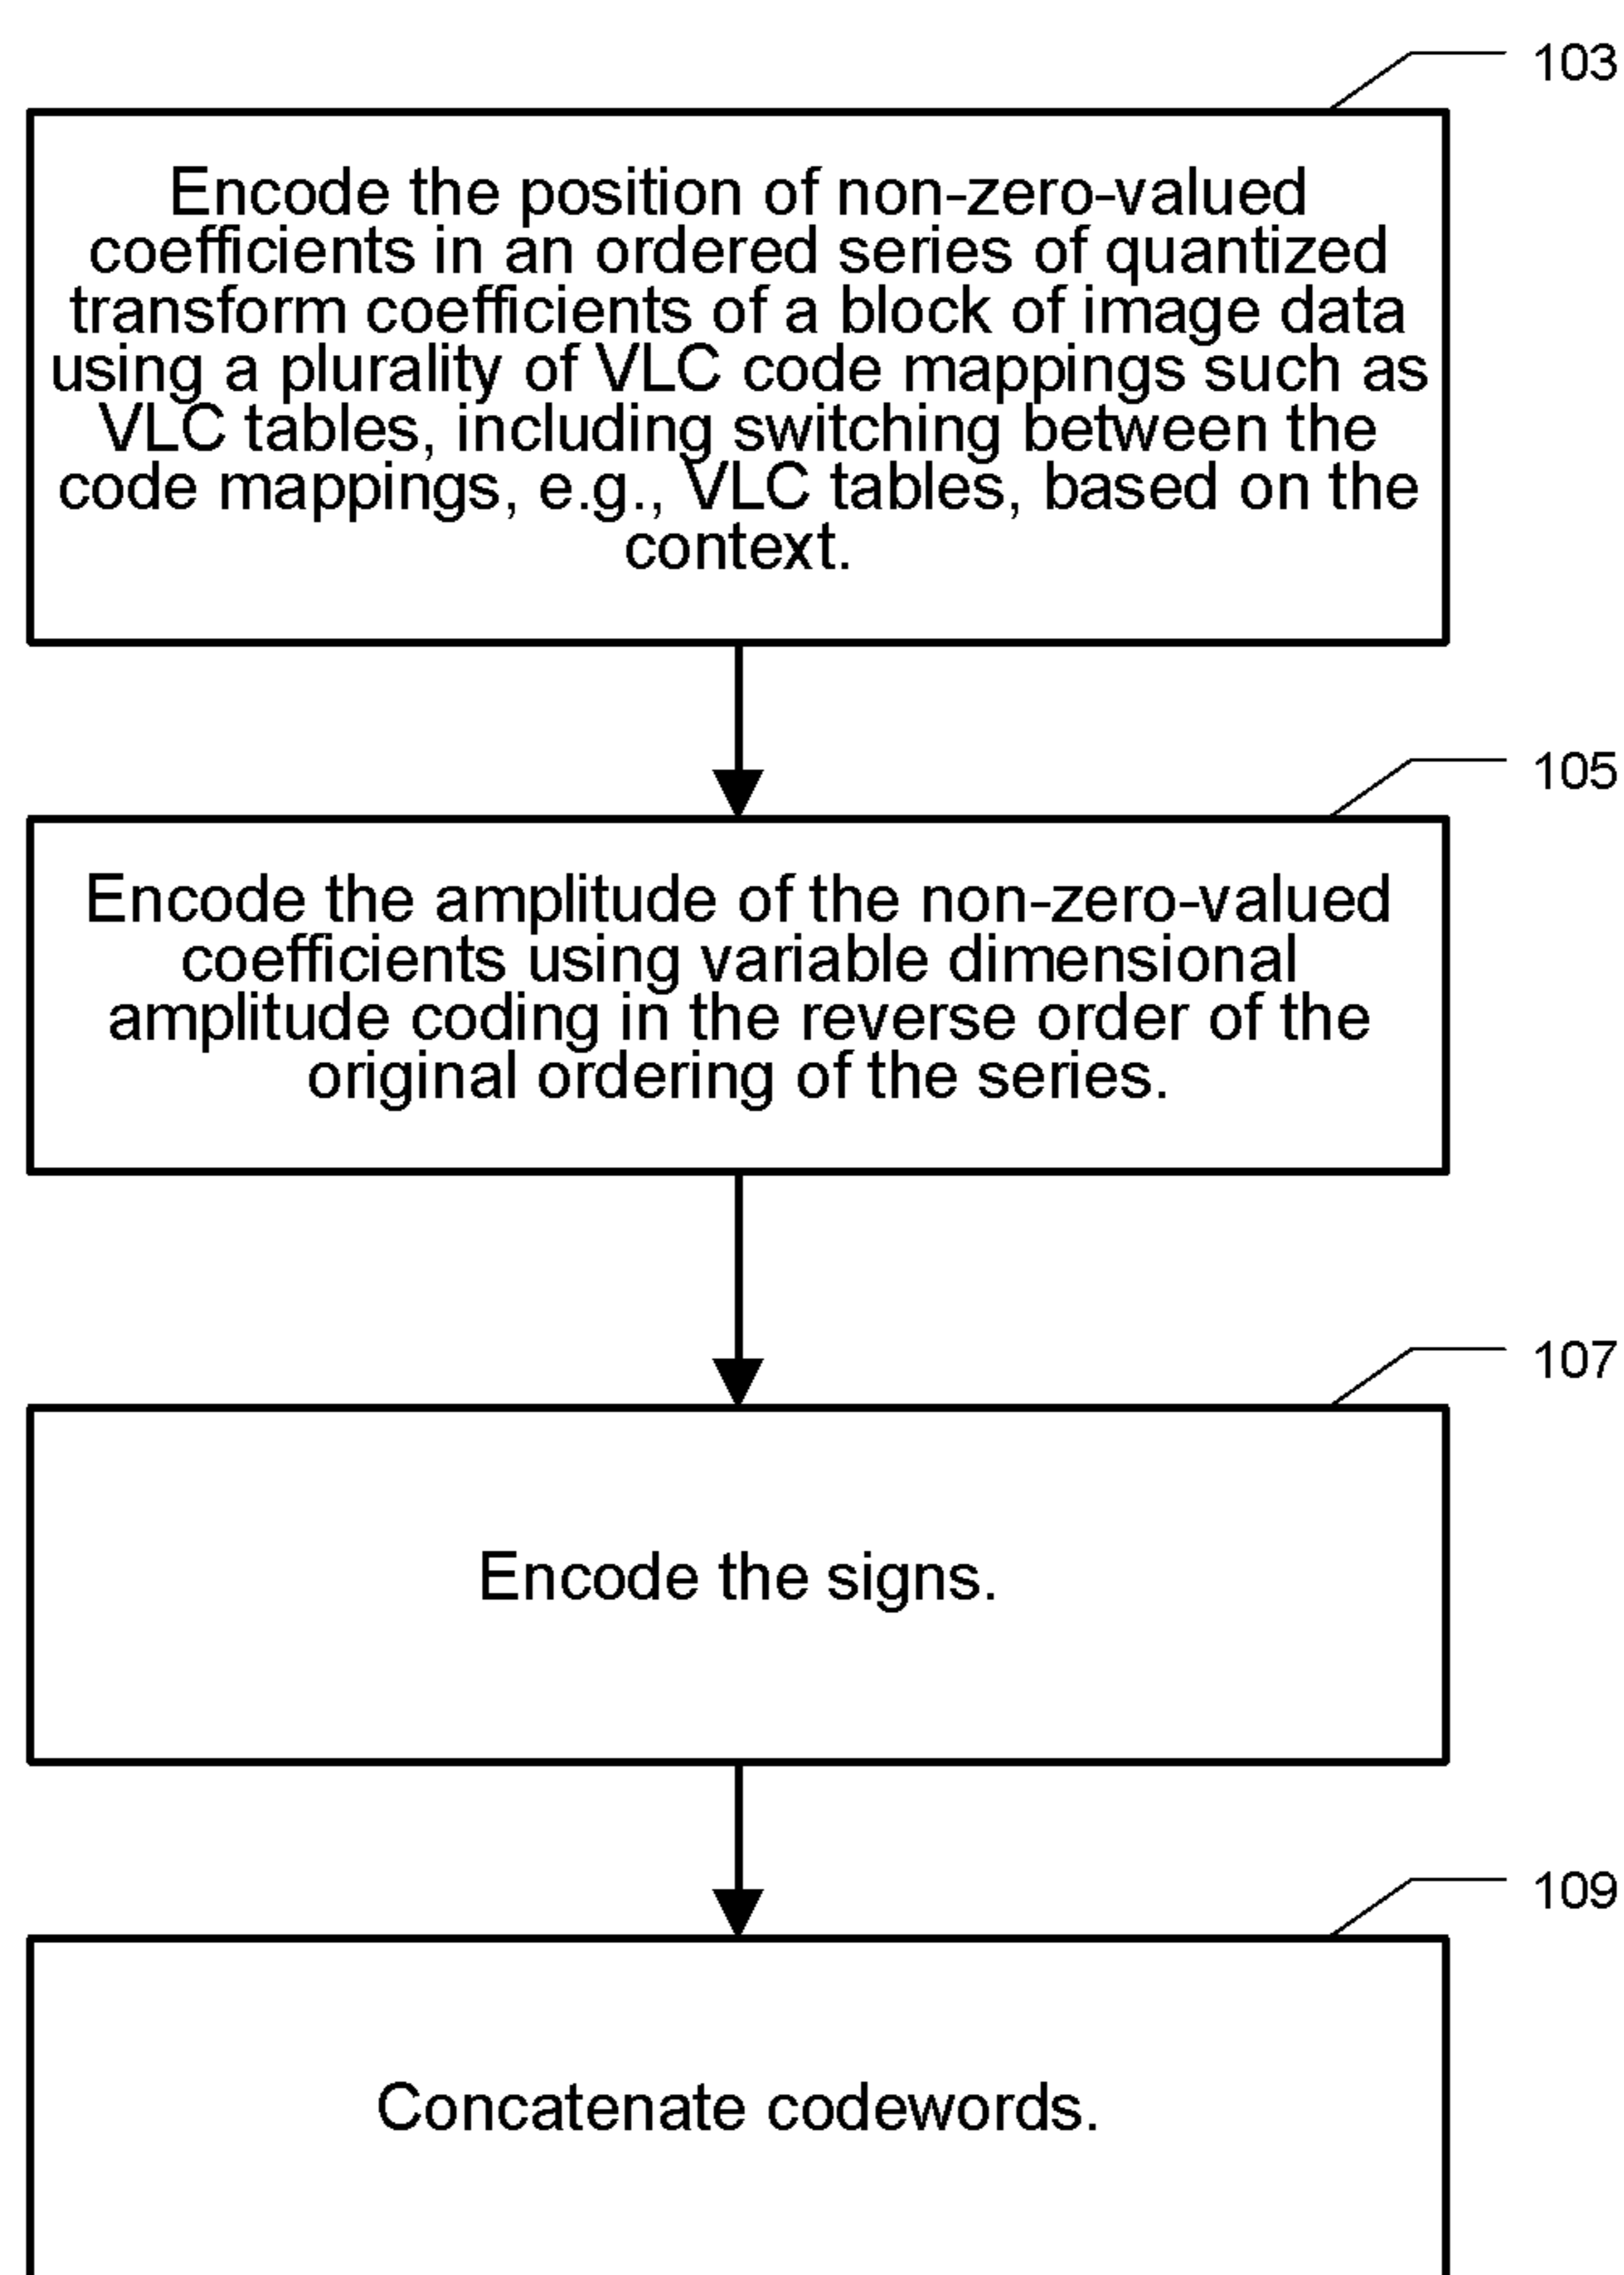 103
Encode the position of non-zero-valued
coefficients in an ordered series of quantized
transform coefficients of a block of image data
using a plurality of VLC code mappings such as
VLC tables, including switching between the
code mappings, e.g., VLC tables, based on the
context.
105
Encode the amplitude of the non-zero-valued
coefficients using variable dimensional
amplitude coding in the reverse order of the
original ordering of the series.
107
Encode the signs.
109
Concatenate codewords.